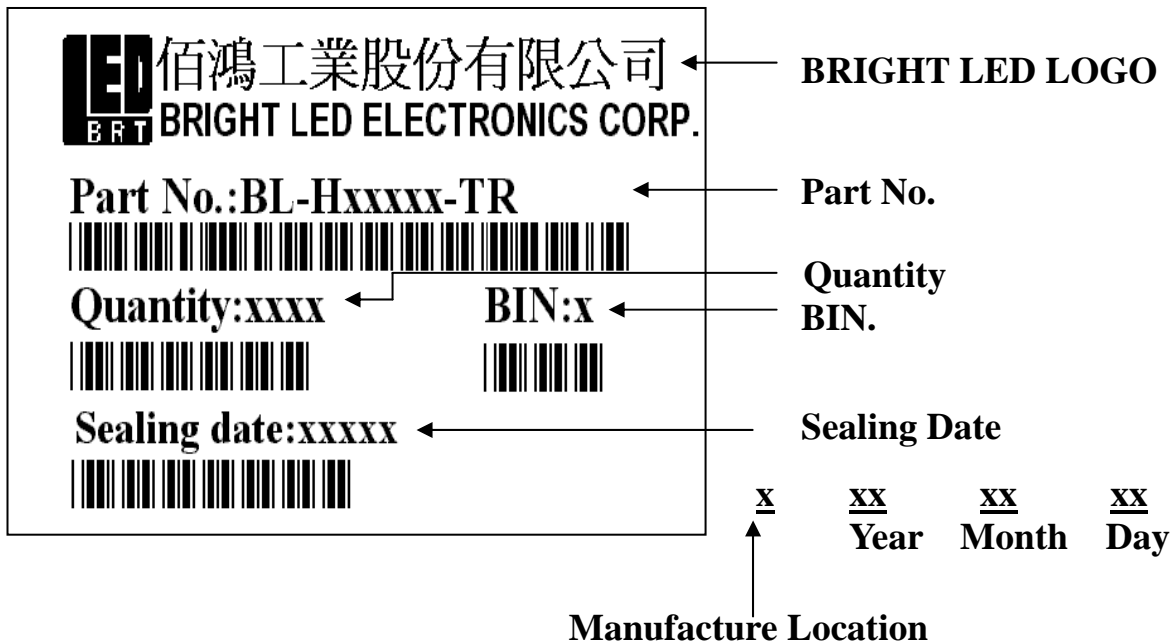 LED
BRT
佰鴻工業股份有限公司
BRIGHT LED ELECTRONICS CORP.
BRIGHT LED LOGO
Part No.:BL-Hxxxxx-TR
Part No.
Quantity:xxxx
BIN:x
Quantity
BIN.
Sealing date:xxxxx
Sealing Date
x xx xx xx
Year Month Day
Manufacture Location